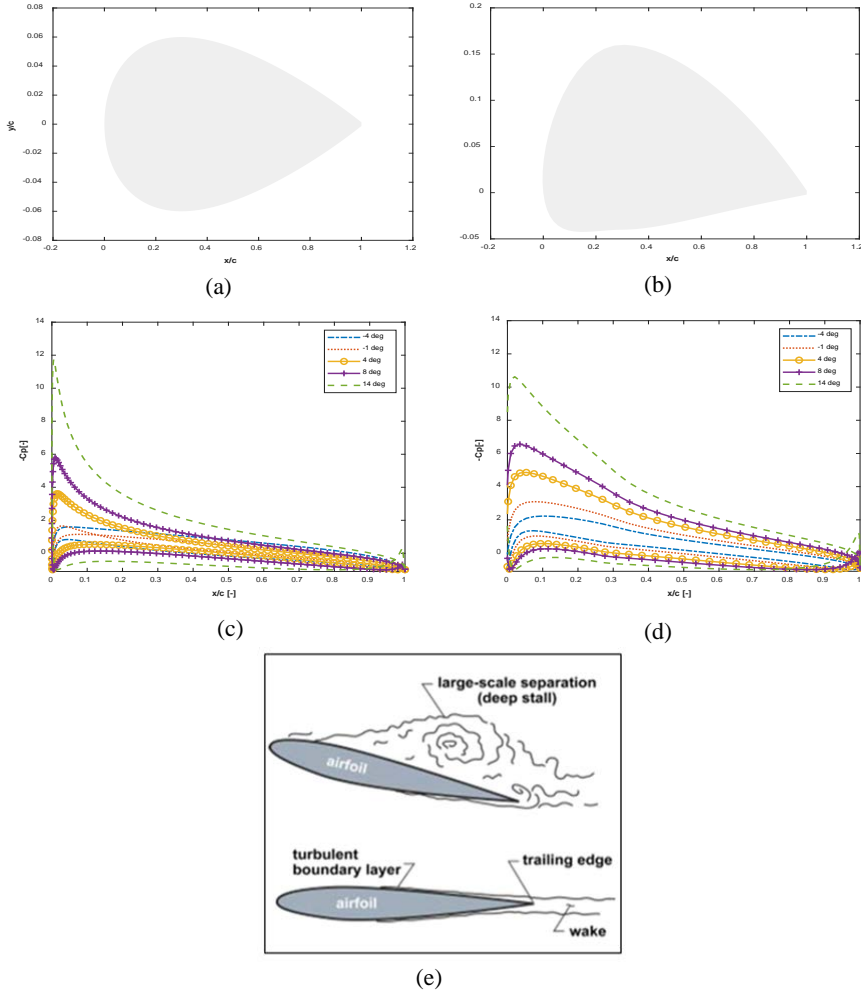 0.08
0.06
0.04
0.02
0
-0.02
-0.04
-0.06
-0.08
y/c
-0.2 0 0.2 0.4 0.6 0.8 1.0 1.2
x/c
(a)
0.2
0.15
0.1
0.05
0
-0.05
-0.2 0 0.2 0.4 0.6 0.8 1.0 1.2
x/c
(b)
14
12
10
8
6
4
2
0
-Cp[-]
-4 deg
-1 deg
4 deg
8 deg
14 deg
0 0.1 0.2 0.3 0.4 0.5 0.6 0.7 0.8 0.9 1
x/c [-]
(c)
14
12
10
8
6
4
2
0
-Cp[-]
-4 deg
-1 deg
4 deg
8 deg
14 deg
0 0.1 0.2 0.3 0.4 0.5 0.6 0.7 0.8 0.9 1
x/c [-]
(d)
large-scale separation
(deep stall)
airfoil
turbulent
boundary layer
trailing edge
airfoil
wake
(e)